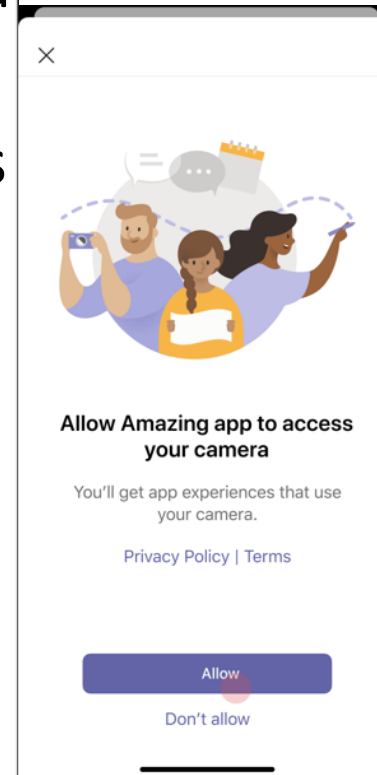 Allow Amazing app to access
your camera
You'll get app experiences that use
your camera.
Privacy Policy | Terms
Allow
Don't allow